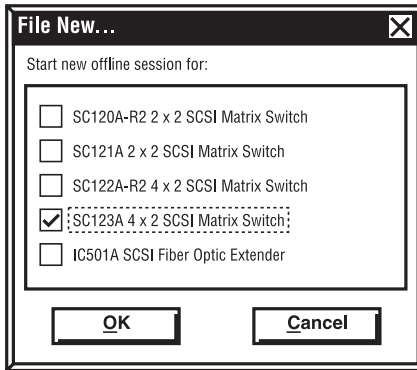 File New...
Start new offline session for:
SC120A-R2 2 x 2 SCSI Matrix Switch
SC121A 2 x 2 SCSI Matrix Switch
SC122A-R2 4 x 2 SCSI Matrix Switch
SC123A 4 x 2 SCSI Matrix Switch
IC501A SCSI Fiber Optic Extender
OK Cancel